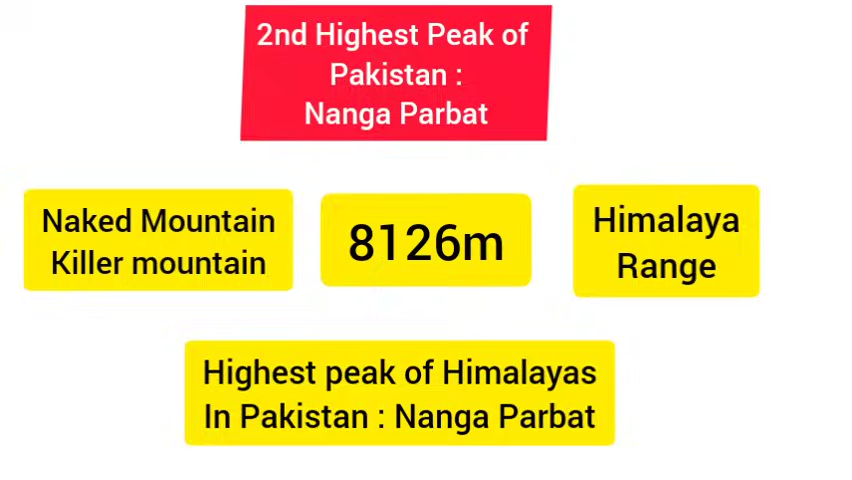 2nd Highest Peak of
Pakistan :
Nanga Parbat
Naked Mountain
Killer mountain
8126m
Himalaya
Range
Highest peak of Himalayas
In Pakistan : Nanga Parbat